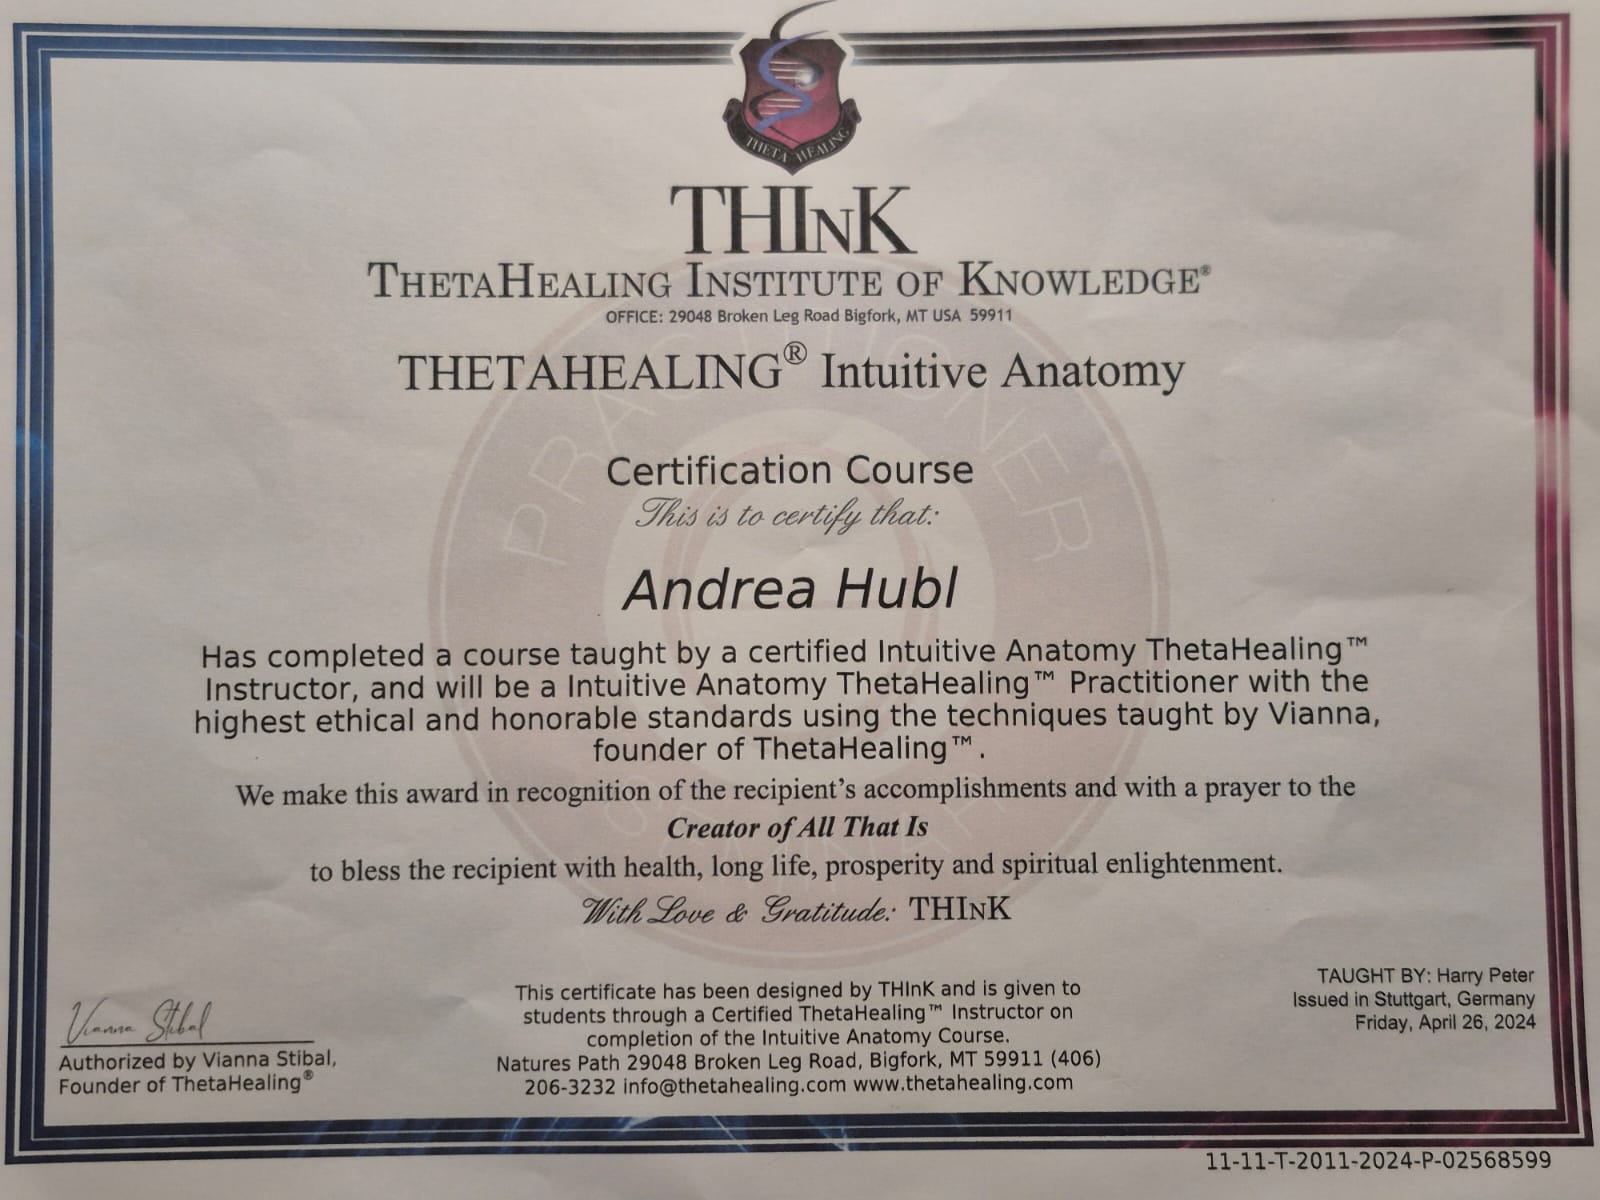 THETA HEALING
THInK
ThetaHealing Institute of Knowledge®
OFFICE: 29048 Broken Leg Road Bigfork, MT USA 59911
THETAHEALING® Intuitive Anatomy
PRACTITIONER
Certification Course
This is to certify that:
Andrea Hubl
Has completed a course taught by a certified Intuitive Anatomy ThetaHealing™
Instructor, and will be a Intuitive Anatomy ThetaHealing™ Practitioner with the
highest ethical and honorable standards using the techniques taught by Vianna,
founder of ThetaHealing™.
We make this award in recognition of the recipient's accomplishments and with a prayer to the
Creator of All That Is
to bless the recipient with health, long life, prosperity and spiritual enlightenment.
With Love & Gratitude: THInK
Vianna Stibal
Authorized by Vianna Stibal,
Founder of ThetaHealing®
This certificate has been designed by THInK and is given to
students through a Certified ThetaHealing™ Instructor on
completion of the Intuitive Anatomy Course.
Natures Path 29048 Broken Leg Road, Bigfork, MT 59911 (406)
206-3232 info@thetahealing.com www.thetahealing.com
TAUGHT BY: Harry Peter
Issued in Stuttgart, Germany
Friday, April 26, 2024
11-11-T-2011-2024-P-02568599